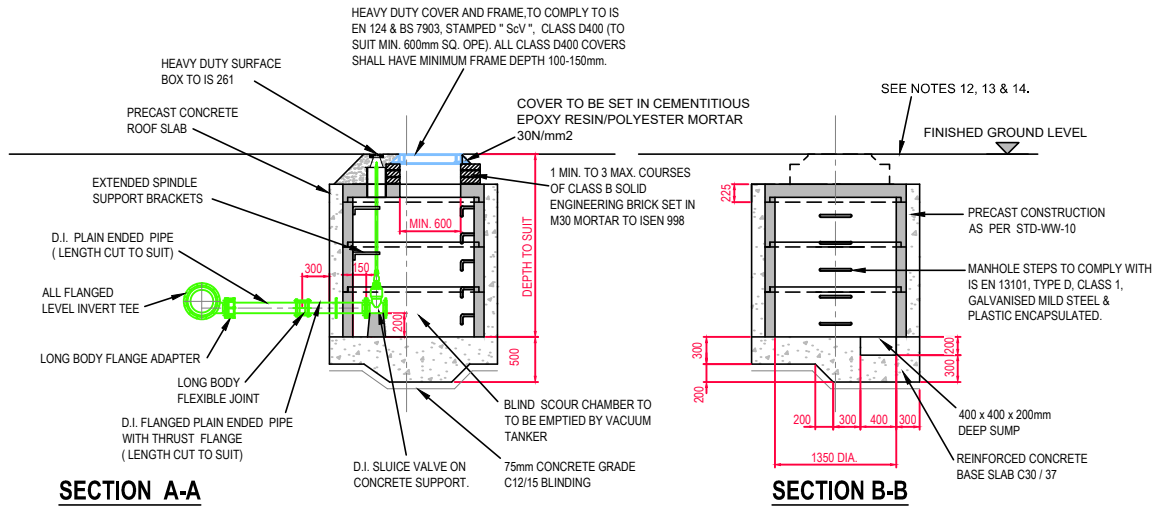 HEAVY DUTY COVER AND FRAME,TO COMPLY TO IS
EN 124 & BS 7903, STAMPED " ScV ", CLASS D400 (TO
SUIT MIN. 600mm SQ. OPE). ALL CLASS D400 COVERS
SHALL HAVE MINIMUM FRAME DEPTH 100-150mm.
HEAVY DUTY SURFACE
BOX TO IS 261
PRECAST CONCRETE
ROOF SLAB
COVER TO BE SET IN CEMENTITIOUS
EPOXY RESIN/POLYESTER MORTAR
30N/mm2
EXTENDED SPINDLE
SUPPORT BRACKETS
1 MIN. TO 3 MAX. COURSES
OF CLASS B SOLID
ENGINEERING BRICK SET IN
M30 MORTAR TO ISEN 998
D.I. PLAIN ENDED PIPE
( LENGTH CUT TO SUIT)
MIN. 600
DEPTH TO SUIT
300
150
200
500
ALL FLANGED
LEVEL INVERT TEE
LONG BODY FLANGE ADAPTER
LONG BODY
FLEXIBLE JOINT
D.I. FLANGED PLAIN ENDED PIPE
WITH THRUST FLANGE
( LENGTH CUT TO SUIT)
D.I. SLUICE VALVE ON
CONCRETE SUPPORT.
BLIND SCOUR CHAMBER TO
TO BE EMPTIED BY VACUUM
TANKER
75mm CONCRETE GRADE
C12/15 BLINDING
SECTION A-A
SEE NOTES 12, 13 & 14.
FINISHED GROUND LEVEL
225
PRECAST CONSTRUCTION
AS PER STD-WW-10
MANHOLE STEPS TO COMPLY WITH
IS EN 13101, TYPE D, CLASS 1,
GALVANISED MILD STEEL &
PLASTIC ENCAPSULATED.
300
200
200
300
200
300
400
300
1350 DIA.
400 x 400 x 200mm
DEEP SUMP
REINFORCED CONCRETE
BASE SLAB C30 / 37
SECTION B-B